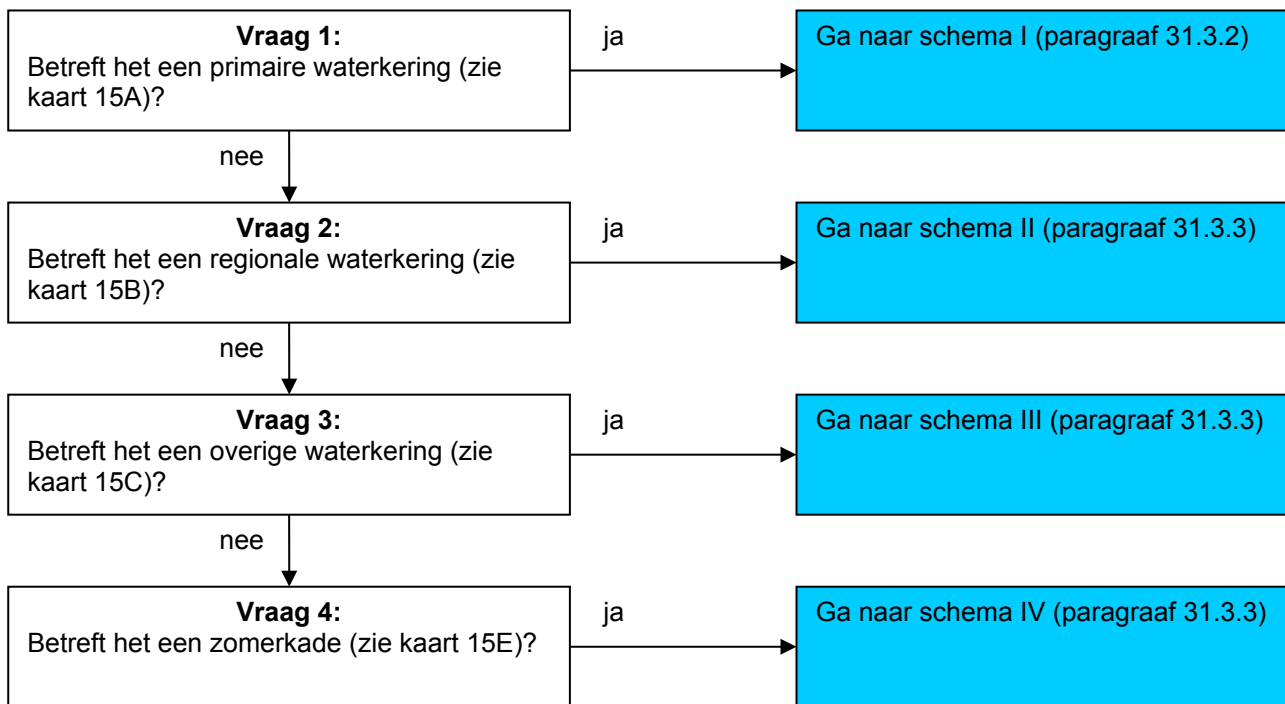 Vraag 1:
Betreft het een primaire waterkering (zie
kaart 15A)?
ja
Ga naar schema I (paragraaf 31.3.2)
nee
Vraag 2:
Betreft het een regionale waterkering (zie
kaart 15B)?
ja
Ga naar schema II (paragraaf 31.3.3)
nee
Vraag 3:
Betreft het een overige waterkering (zie
kaart 15C)?
ja
Ga naar schema III (paragraaf 31.3.3)
nee
Vraag 4:
Betreft het een zomerkade (zie kaart 15E)?
ja
Ga naar schema IV (paragraaf 31.3.3)